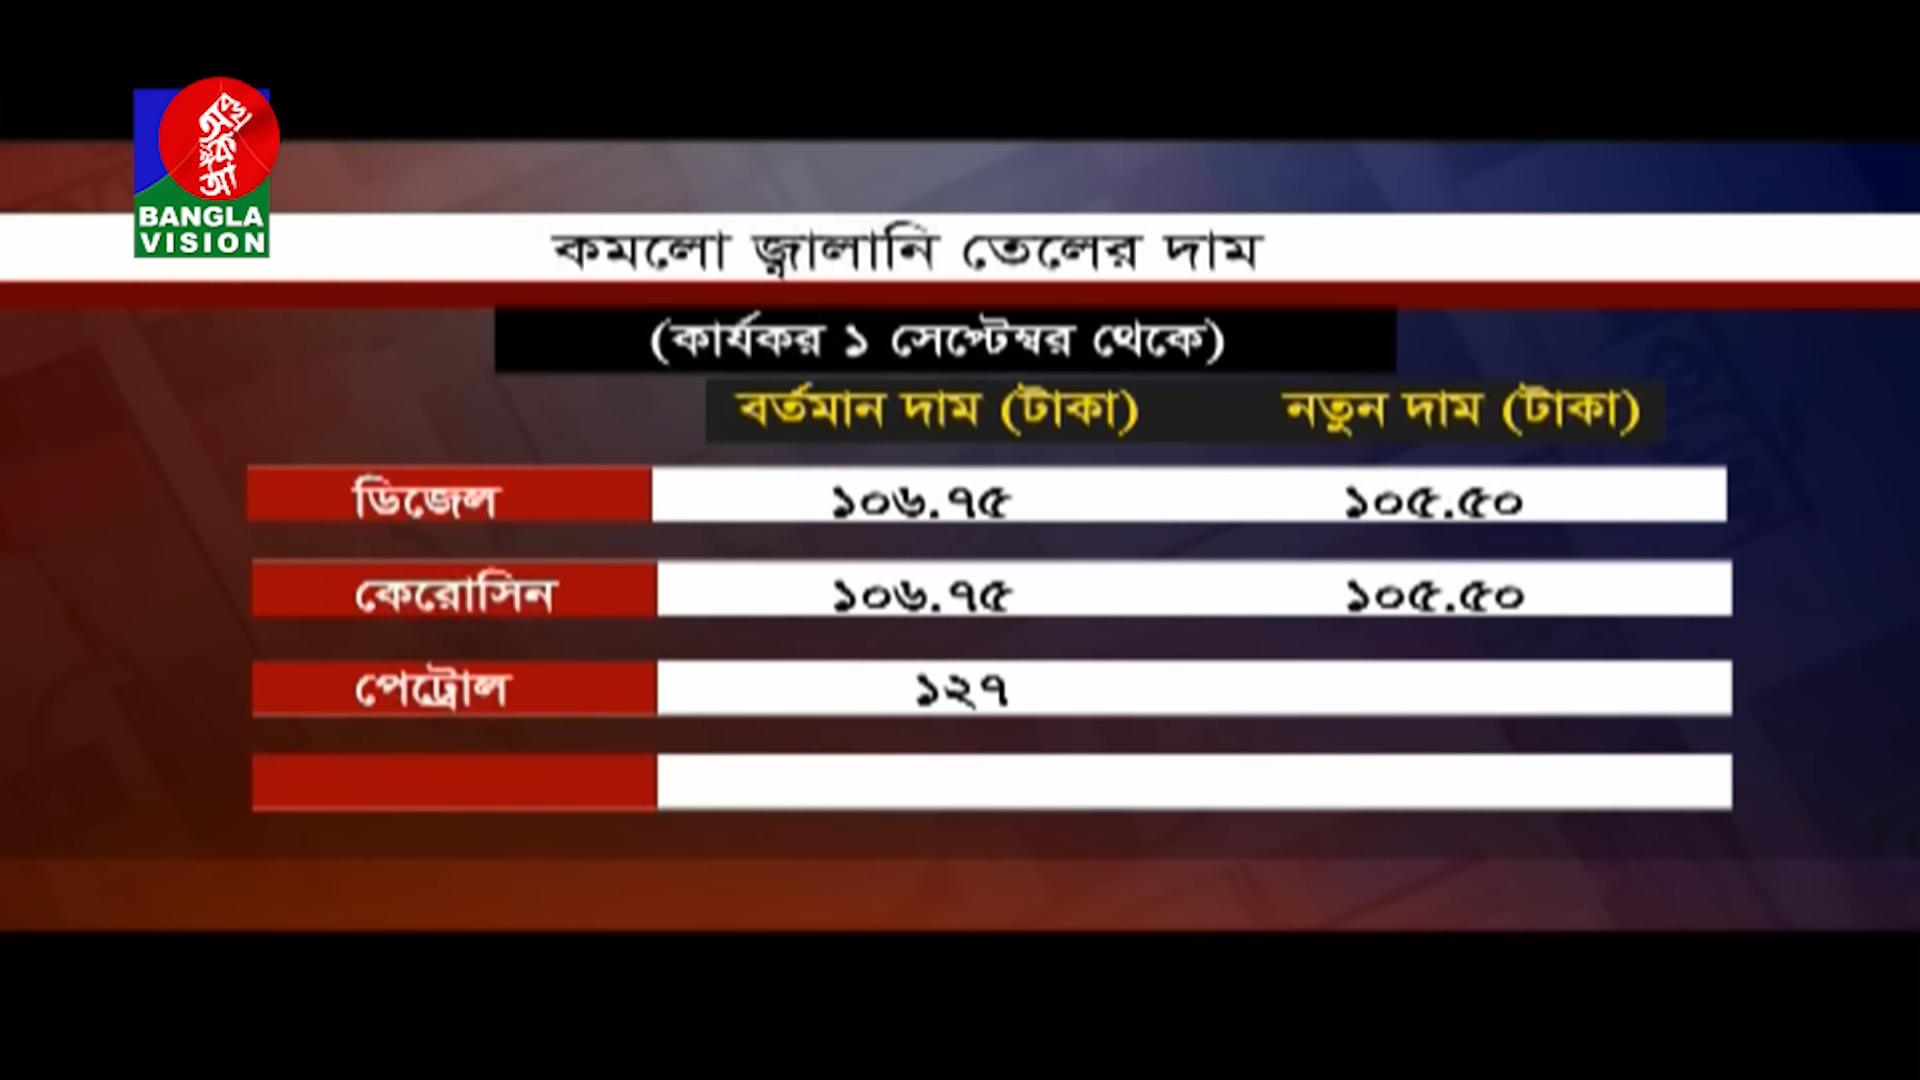 BANGLA
VISION
কমলো জ্বালানি তেলের দাম
(কার্যকর ১ সেপ্টেম্বর থেকে)
বর্তমান দাম (টাকা) নতুন দাম (টাকা)
ডিজেল ১০৬.৭৫ ১০৫.৫০
কেরোসিন ১০৬.৭৫ ১০৫.৫০
পেট্রোল ১২৭